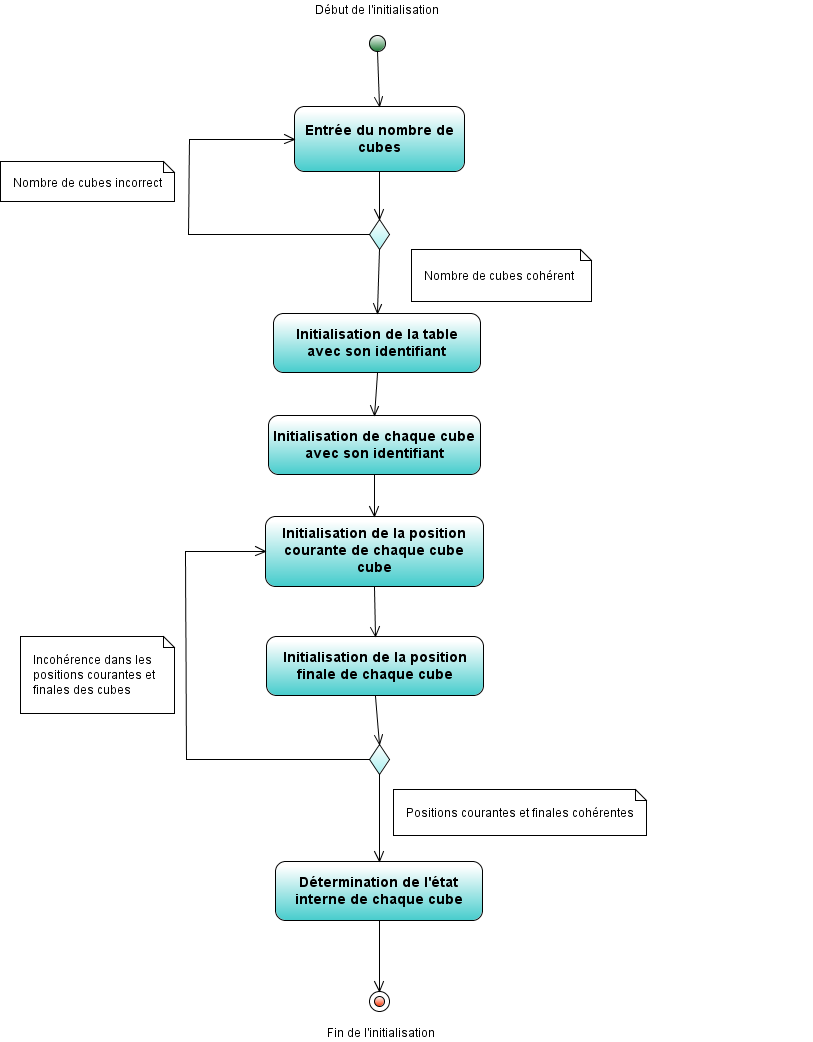 Début de l'initialisation
Entrée du nombre de
cubes
Nombre de cubes incorrect
Nombre de cubes cohérent
Initialisation de la table
avec son identifiant
Initialisation de chaque cube
avec son identifiant
Initialisation de la position
courante de chaque cube
cube
Initialisation de la position
finale de chaque cube
Incohérence dans les
positions courantes et
finales des cubes
Positions courantes et finales cohérentes
Détermination de l'état
interne de chaque cube
Fin de l'initialisation